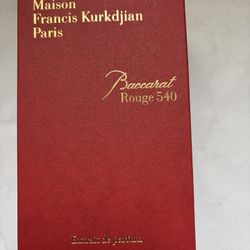 Maison
Francis Kurkdjian
Paris
Baccarat
Rouge 540
Extrait de parfum